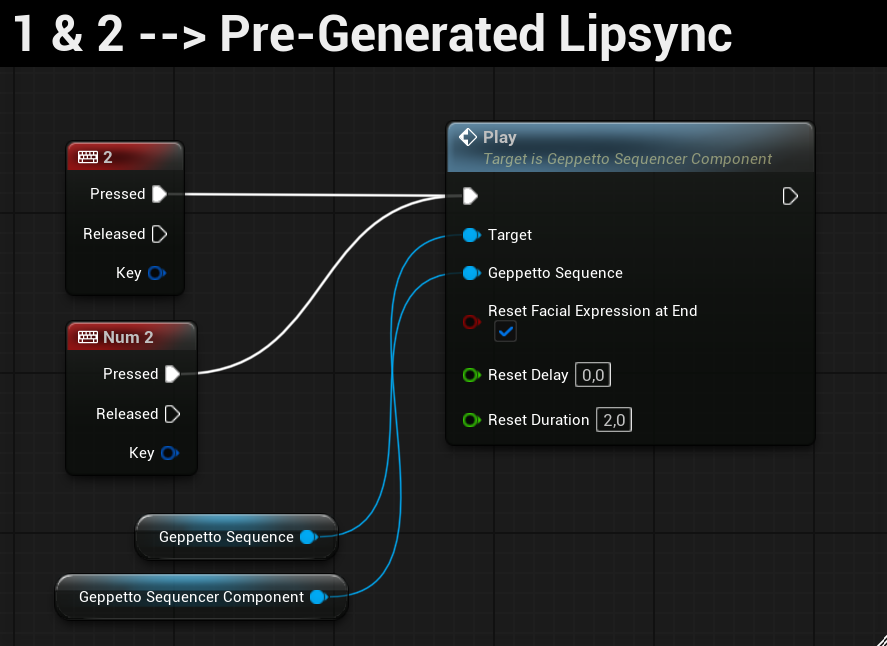 1 & 2 --> Pre-Generated Lipsync
2
Pressed
Released
Key
Num 2
Pressed
Released
Key
Geppetto Sequence
Geppetto Sequencer Component
Play
Target is Geppetto Sequencer Component
Target
Geppetto Sequence
Reset Facial Expression at End
Reset Delay 0,0
Reset Duration 2,0